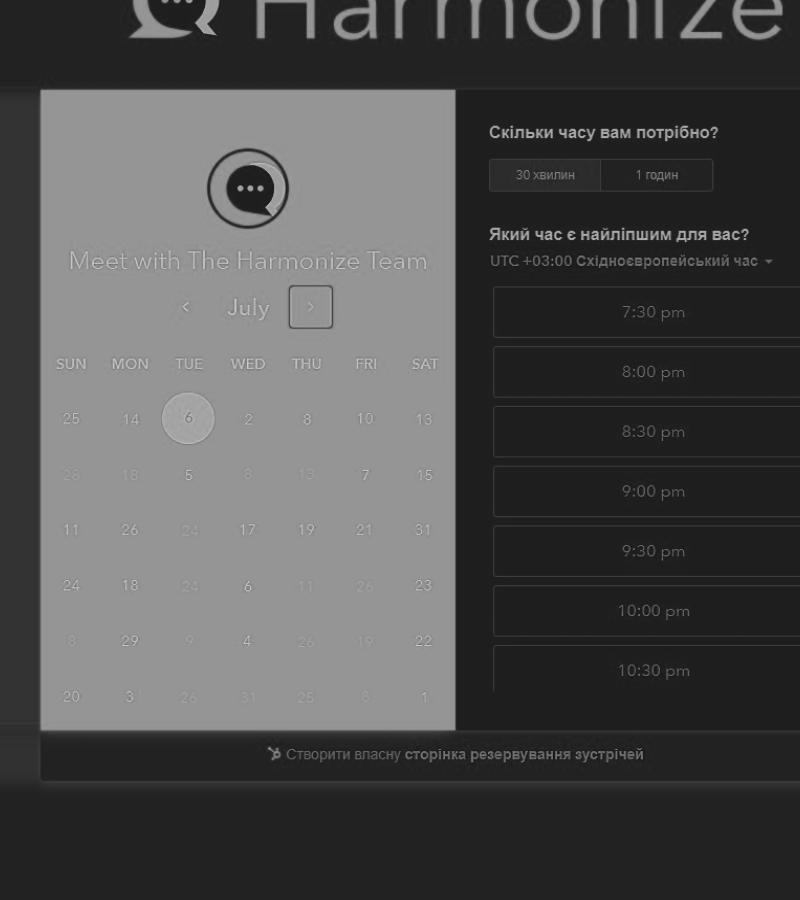 Harmonize
Meet with The Harmonize Team
July
SUN MON TUE WED THU FRI SAT
25 14 6 2 8 10 13
28 18 5 8 13 7 15
11 26 24 17 19 21 31
24 18 24 6 11 26 23
8 29 9 4 26 19 22
20 3 26 31 25 8 1
Скільки часу вам потрібно?
30 хвилин 1 годин
Який час є найліпшим для вас?
UTC +03:00 Східноєвропейський час
7:30 pm
8:00 pm
8:30 pm
9:00 pm
9:30 pm
10:00 pm
10:30 pm
Створити власну сторінка резервування зустрічей